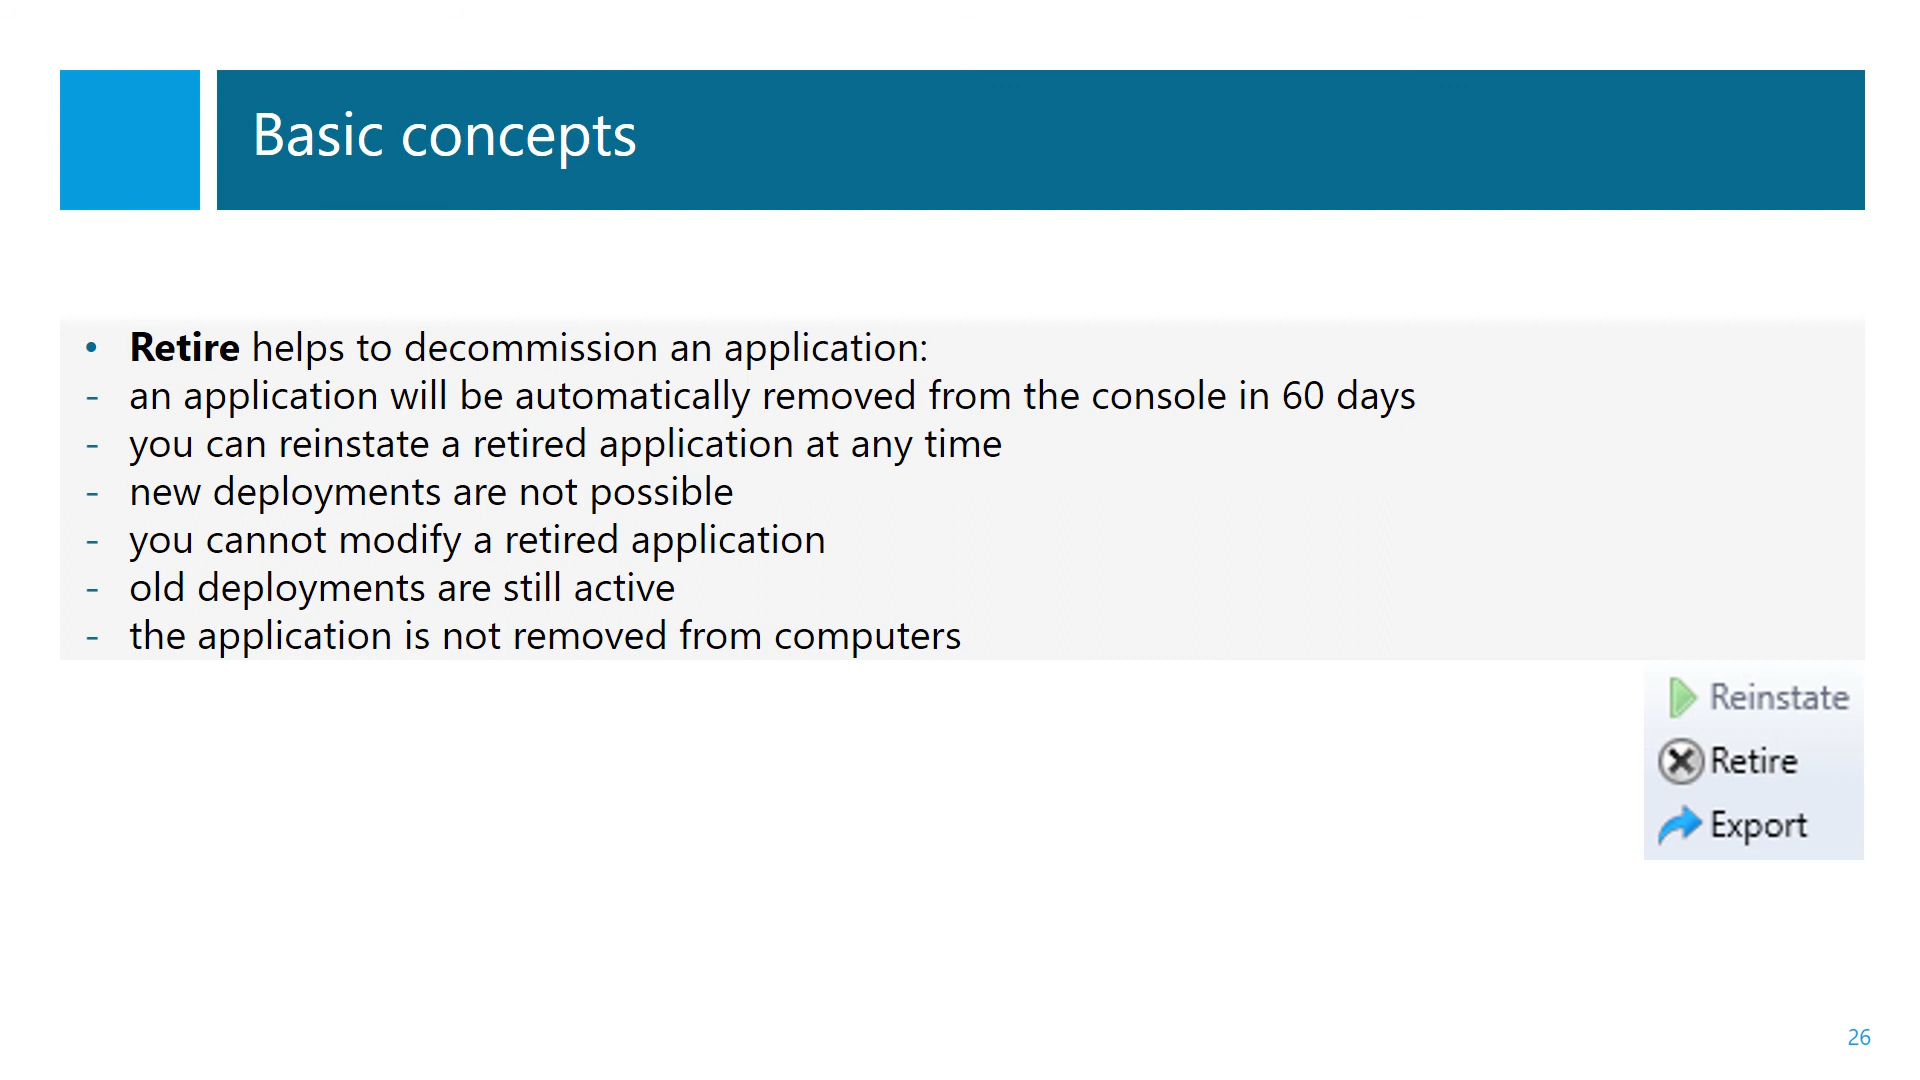 Basic concepts
• Retire helps to decommission an application:
- an application will be automatically removed from the console in 60 days
- you can reinstate a retired application at any time
- new deployments are not possible
- you cannot modify a retired application
- old deployments are still active
- the application is not removed from computers
Reinstate
Retire
Export
26